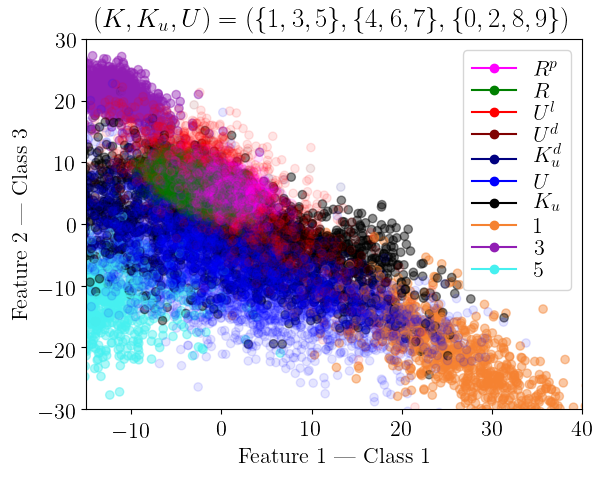 (K, K_u, U) = ({1, 3, 5}, {4, 6, 7}, {0, 2, 8, 9})
30
20
10
0
−10
−20
−30
Feature 2 — Class 3
R^p
R
U^l
U^d
K_u^d
U
K_u
1
3
5
−10
0
10
20
30
40
Feature 1 — Class 1